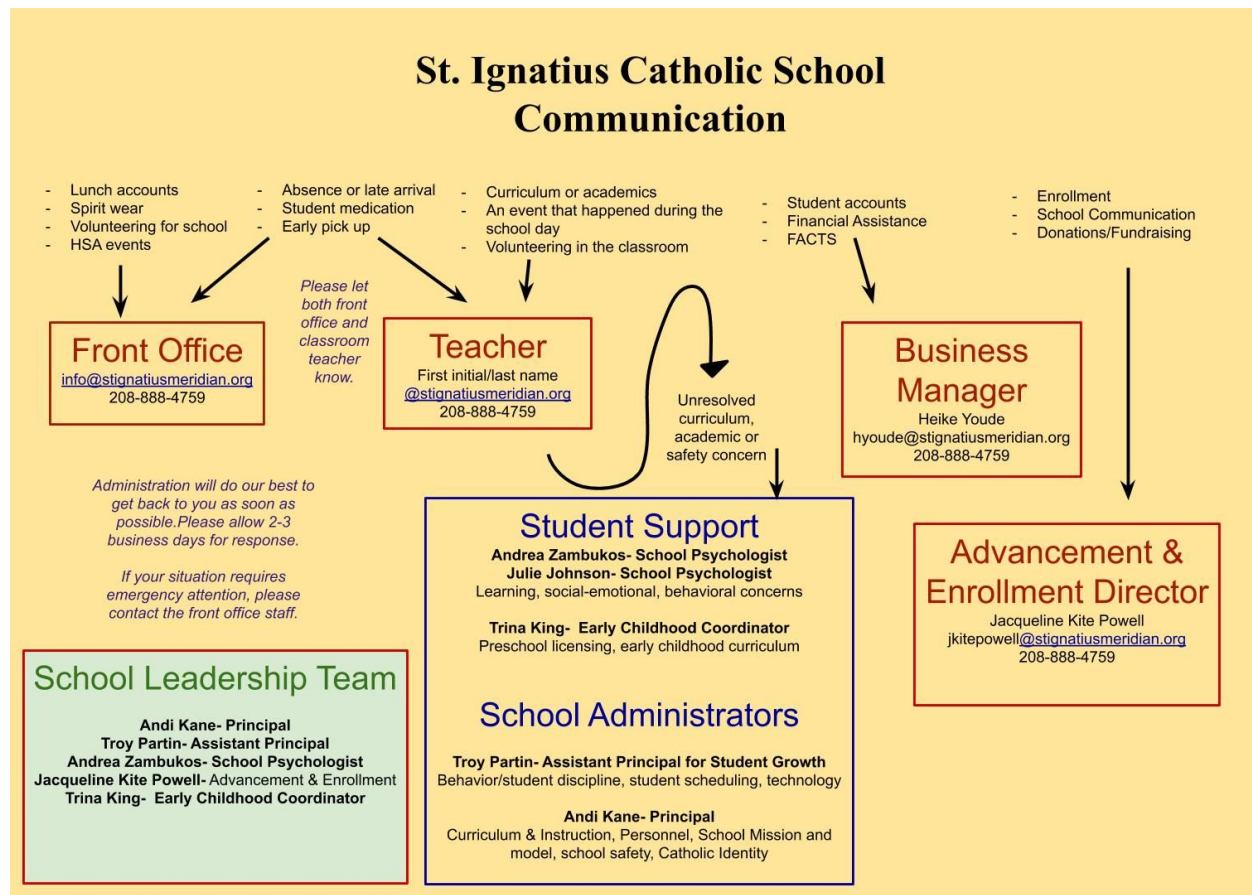 St. Ignatius Catholic School
Communication
- Lunch accounts
- Spirit wear
- Volunteering for school
- HSA events
- Absence or late arrival
- Student medication
- Early pick up
- Curriculum or academics
- An event that happened during the
school day
- Volunteering in the classroom
- Student accounts
- Financial Assistance
- FACTS
- Enrollment
- School Communication
- Donations/Fundraising
Front Office
info@stignatiusmeridian.org
208-888-4759
Please let
both front
office and
classroom
teacher
know.
Teacher
First initial/last name
@stignatiusmeridian.org
208-888-4759
Unresolved
curriculum,
academic or
safety concern
Business
Manager
Heike Youde
hyoude@stignatiusmeridian.org
208-888-4759
Administration will do our best to
get back to you as soon as
possible.Please allow 2-3
business days for response.
If your situation requires
emergency attention, please
contact the front office staff.
Student Support
Andrea Zambukos- School Psychologist
Julie Johnson- School Psychologist
Learning, social-emotional, behavioral concerns
Trina King- Early Childhood Coordinator
Preschool licensing, early childhood curriculum
School Administrators
Troy Partin- Assistant Principal for Student Growth
Behavior/student discipline, student scheduling, technology
Andi Kane- Principal
Curriculum & Instruction, Personnel, School Mission and
model, school safety, Catholic Identity
Advancement &
Enrollment Director
Jacqueline Kite Powell
jkitepowell@stignatiusmeridian.org
208-888-4759
School Leadership Team
Andi Kane- Principal
Troy Partin- Assistant Principal
Andrea Zambukos- School Psychologist
Jacqueline Kite Powell- Advancement & Enrollment
Trina King- Early Childhood Coordinator